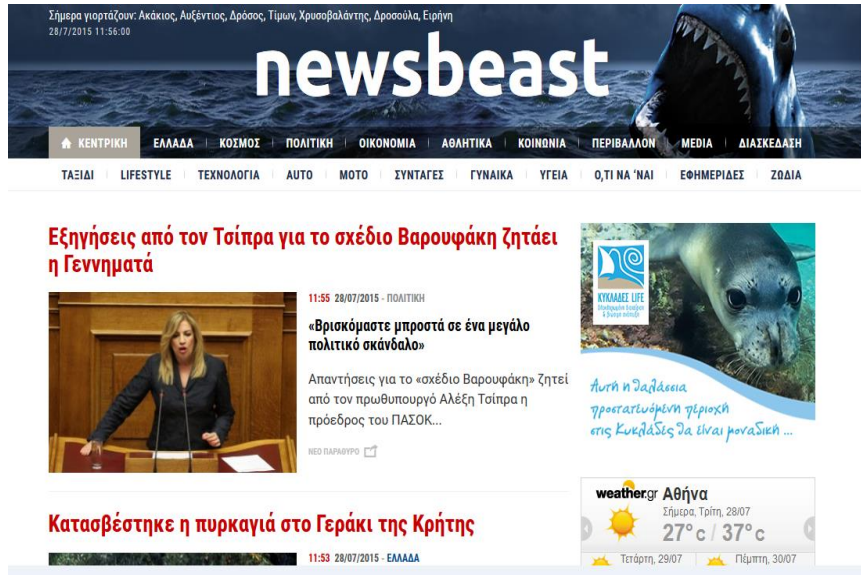 Σήμερα γιορτάζουν: Ακάκιος, Αυξέντιος, Δρόσος, Τίμων, Χρυσοβαλάντης, Δροσούλα, Ειρήνη
28/7/2015 11:56:00
newsbeast
ΚΕΝΤΡΙΚΗ ΕΛΛΑΔΑ ΚΟΣΜΟΣ ΠΟΛΙΤΙΚΗ ΟΙΚΟΝΟΜΙΑ ΑΘΛΗΤΙΚΑ ΚΟΙΝΩΝΙΑ ΠΕΡΙΒΑΛΛΟΝ MEDIA ΔΙΑΣΚΕΔΑΣΗ
ΤΑΞΙΔΙ LIFESTYLE ΤΕΧΝΟΛΟΓΙΑ AUTO MOTO ΣΥΝΤΑΓΕΣ ΓΥΝΑΙΚΑ ΥΓΕΙΑ Ο,ΤΙ ΝΑ 'ΝΑΙ ΕΦΗΜΕΡΙΔΕΣ ΖΩΔΙΑ
Εξηγήσεις από τον Τσίπρα για το σχέδιο Βαρουφάκη ζητάει
η Γεννηματά
11:55 28/07/2015 - ΠΟΛΙΤΙΚΗ
«Βρισκόμαστε μπροστά σε ένα μεγάλο
πολιτικό σκάνδαλο»
Απαντήσεις για το «σχέδιο Βαρουφάκη» ζητεί
από τον πρωθυπουργό Αλέξη Τσίπρα η
πρόεδρος του ΠΑΣΟΚ...
ΝΕΟ ΠΑΡΑΘΥΡΟ
Κατασβέστηκε η πυρκαγιά στο Γεράκι της Κρήτης
11:53 28/07/2015 - ΕΛΛΑΔΑ
ΚΥΚΛΑΔΕΣ LIFE
Αυτή η θαλάσσια
προστατευόμενη περιοχή
στις Κυκλάδες θα είναι μοναδική ...
weather.gr Αθήνα
Σήμερα, Τρίτη, 28/07
27°c / 37°c
Τετάρτη, 29/07 Πέμπτη, 30/07